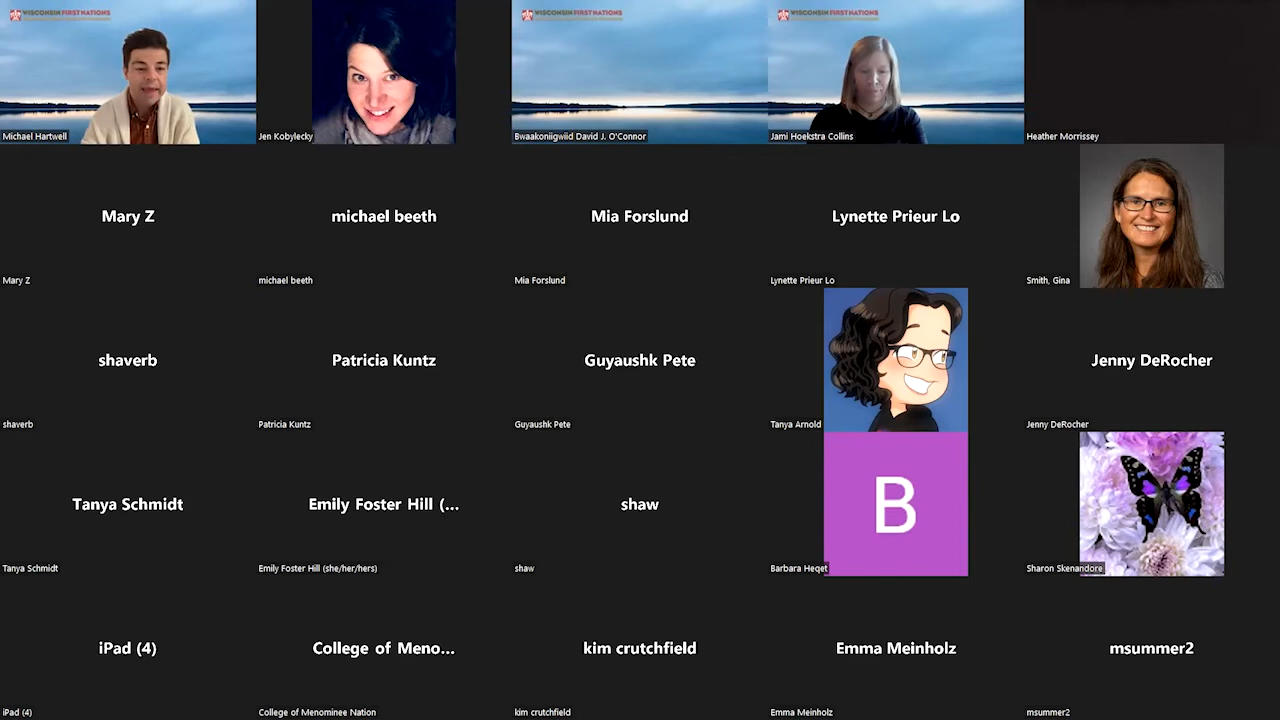 WISCONSIN FIRST NATIONS
WISCONSIN FIRST NATIONS
WISCONSIN FIRST NATIONS
Michael Hartwell
Jen Kobylecky
Bwaakoniigwiid David J. O'Connor
Jami Hoekstra Collins
Heather Morrissey
Mary Z
michael beeth
Mia Forslund
Lynette Prieur Lo
Mary Z
michael beeth
Mia Forslund
Lynette Prieur Lo
Smith, Gina
shaverb
Patricia Kuntz
Guyaushk Pete
Jenny DeRocher
shaverb
Patricia Kuntz
Guyaushk Pete
Tanya Arnold
Jenny DeRocher
Tanya Schmidt
Emily Foster Hill (...
shaw
B
Tanya Schmidt
Emily Foster Hill (she/her/hers)
shaw
Barbara Heqet
Sharon Skenandore
iPad (4)
College of Meno...
kim crutchfield
Emma Meinholz
msummer2
iPad (4)
College of Menominee Nation
kim crutchfield
Emma Meinholz
msummer2